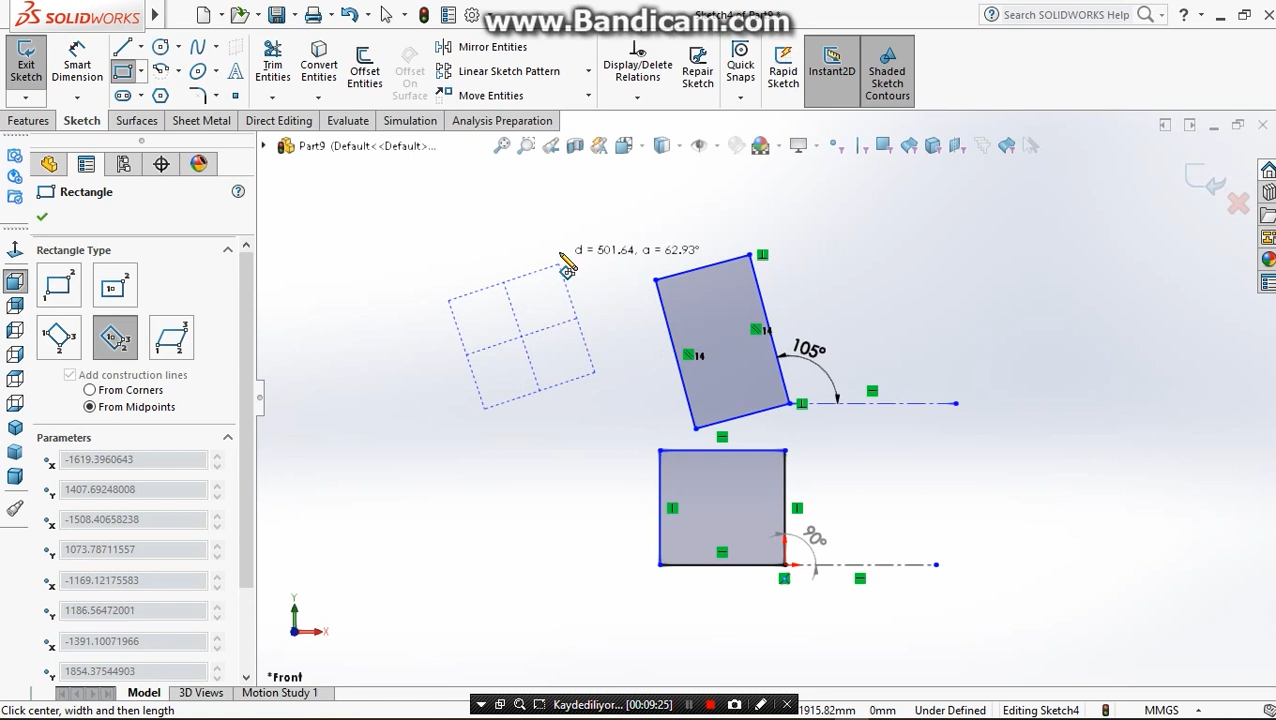 SOLIDWORKS
www.Bandicam.com
Sketch4 of Part9 *
Search SOLIDWORKS Help
Exit Sketch
Smart Dimension
Trim Entities
Convert Entities
Offset Entities
Offset On Surface
Mirror Entities
Linear Sketch Pattern
Move Entities
Display/Delete Relations
Repair Sketch
Quick Snaps
Rapid Sketch
Instant2D
Shaded Sketch Contours
Features Sketch Surfaces Sheet Metal Direct Editing Evaluate Simulation Analysis Preparation
Part9 (Default<<Default>...
Rectangle
Rectangle Type
Add construction lines
From Corners
From Midpoints
Parameters
-1619.3960643
1407.69248008
-1508.40658238
1073.78711557
-1169.12175583
1186.56472001
-1391.10071966
1854.37544903
d = 501.64, a = 62.93°
14
14
105°
90°
Y
X
*Front
Model 3D Views Motion Study 1
Kaydediliyor... [00:09:25]
Click center, width and then length
1915.82mm 0mm Under Defined Editing Sketch4 MMGS